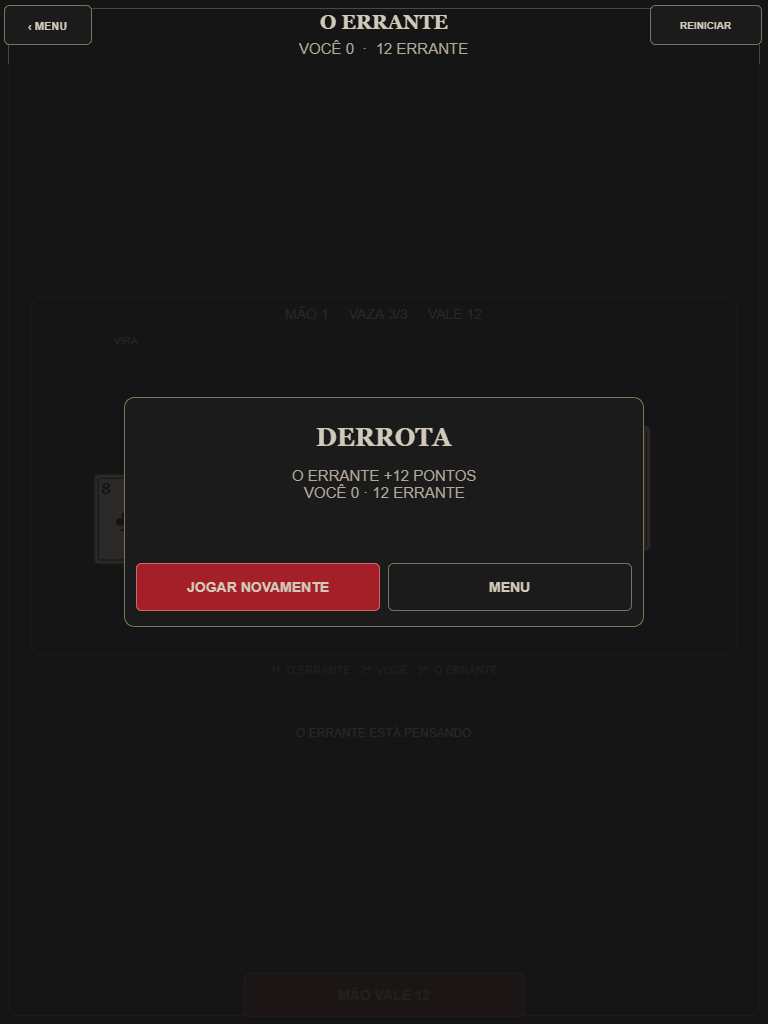 ‹ MENU
O ERRANTE
REINICIAR
VOCÊ 0 · 12 ERRANTE
MÃO 1 · VAZA 3/3 · VALE 12
VIRA
DERROTA
O ERRANTE +12 PONTOS
VOCÊ 0 · 12 ERRANTE
8
JOGAR NOVAMENTE
MENU
1ª O ERRANTE 2ª VOCÊ 3ª O ERRANTE
O ERRANTE ESTÁ PENSANDO
MÃO VALE 12